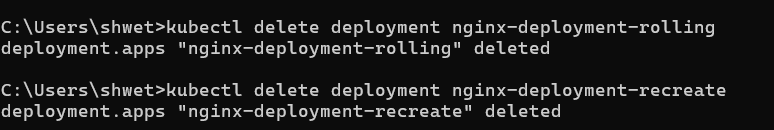 C:\Users\shwet>kubectl delete deployment nginx-deployment-rolling
deployment.apps "nginx-deployment-rolling" deleted
C:\Users\shwet>kubectl delete deployment nginx-deployment-recreate
deployment.apps "nginx-deployment-recreate" deleted